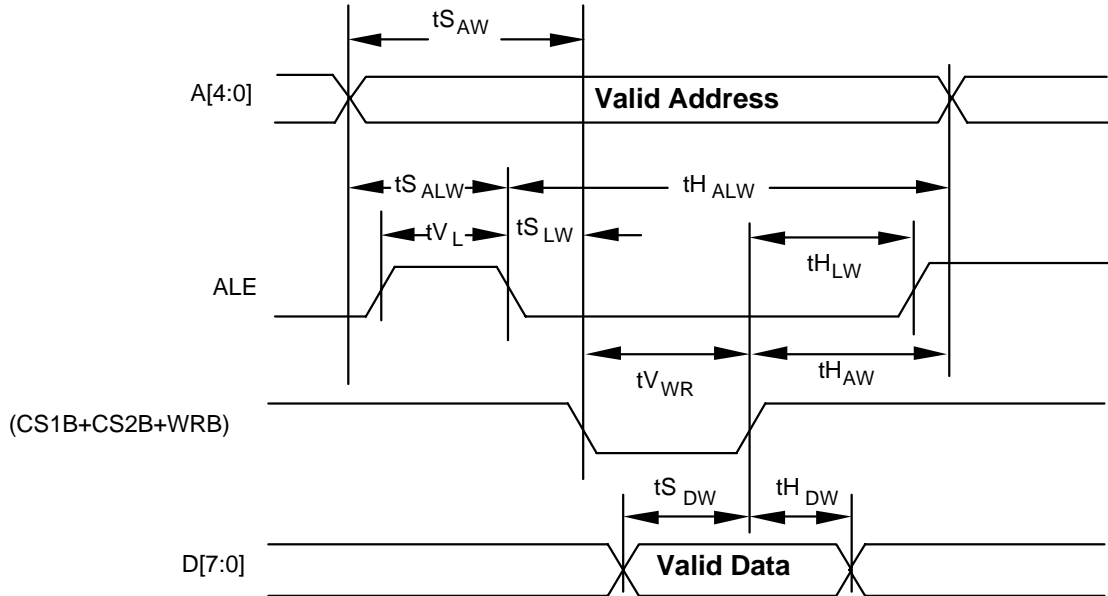 tS AW
A[4:0]
Valid Address
tS ALW
tH ALW
tV L
tS LW
tH LW
ALE
tV WR
tH AW
(CS1B+CS2B+WRB)
tS DW
tH DW
D[7:0]
Valid Data